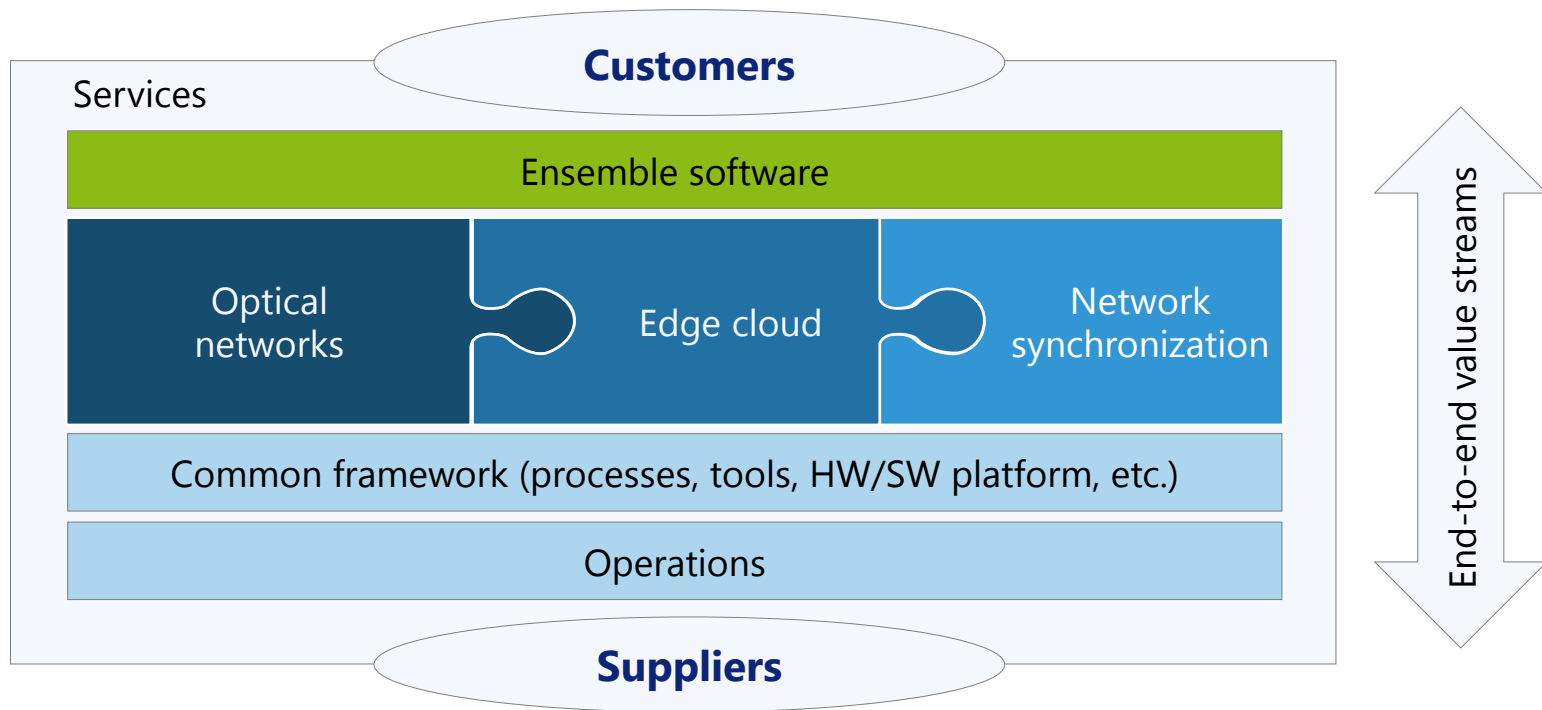 Customers
Services
Ensemble software
Optical
networks
Edge cloud
Network
synchronization
Common framework (processes, tools, HW/SW platform, etc.)
Operations
Suppliers
End-to-end value streams